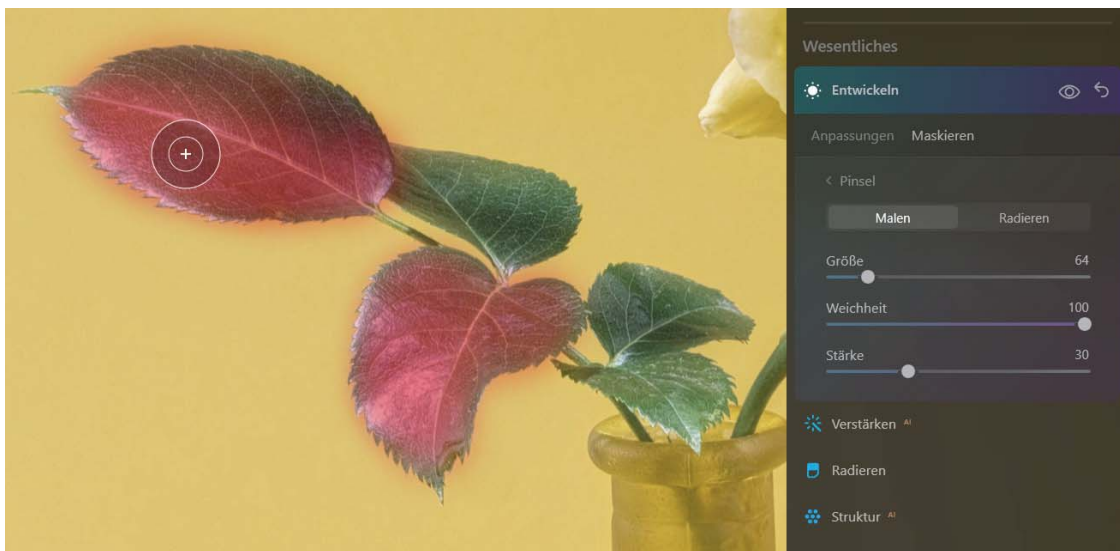 Wesentliches
Entwickeln
Anpassungen Maskieren
< Pinsel
Malen Radieren
Größe 64
Weichheit 100
Stärke 30
Verstärken AI
Radieren
Struktur AI